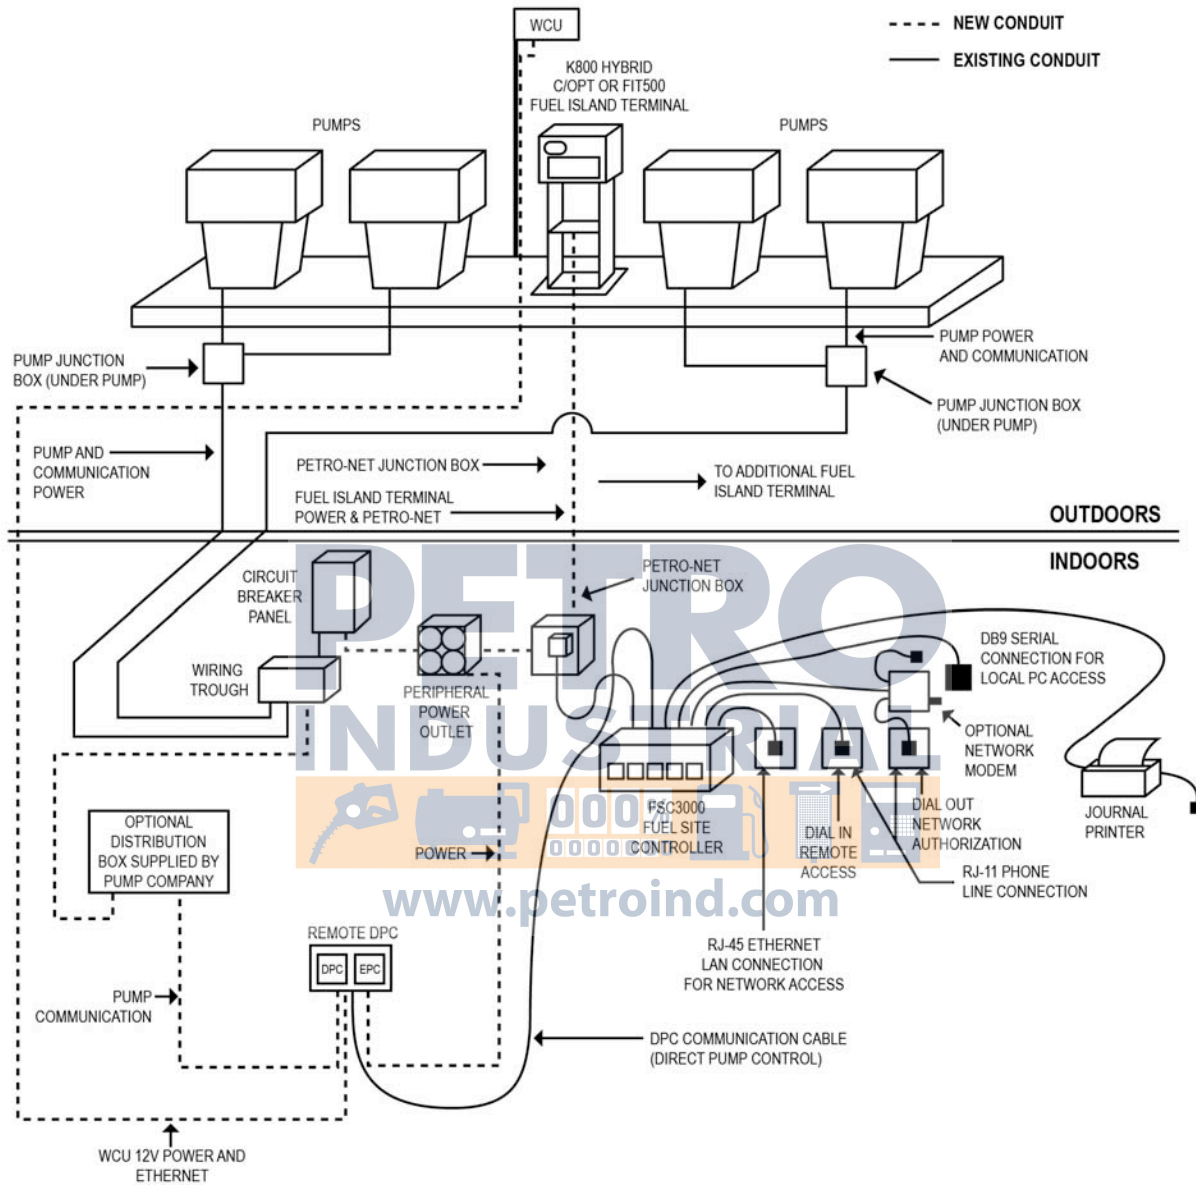 WCU
NEW CONDUIT
EXISTING CONDUIT
K800 HYBRID
C/OPT OR FIT500
FUEL ISLAND TERMINAL
PUMPS
PUMPS
PUMP JUNCTION
BOX (UNDER PUMP)
PUMP POWER
AND COMMUNICATION
PUMP JUNCTION BOX
(UNDER PUMP)
PUMP AND
COMMUNICATION
POWER
PETRO-NET JUNCTION BOX
FUEL ISLAND TERMINAL
POWER & PETRO-NET
TO ADDITIONAL FUEL
ISLAND TERMINAL
OUTDOORS
INDOORS
PETRO
INDUSTRIAL
www.petroind.com
CIRCUIT
BREAKER
PANEL
PETRO-NET
JUNCTION BOX
WIRING
TROUGH
PERIPHERAL
POWER
OUTLET
DB9 SERIAL
CONNECTION FOR
LOCAL PC ACCESS
OPTIONAL
NETWORK
MODEM
JOURNAL
PRINTER
FSC3000
FUEL SITE
CONTROLLER
DIAL IN
REMOTE
ACCESS
DIAL OUT
NETWORK
AUTHORIZATION
RJ-11 PHONE
LINE CONNECTION
OPTIONAL
DISTRIBUTION
BOX SUPPLIED BY
PUMP COMPANY
POWER
REMOTE DPC
DPC
EPC
RJ-45 ETHERNET
LAN CONNECTION
FOR NETWORK ACCESS
PUMP
COMMUNICATION
DPC COMMUNICATION CABLE
(DIRECT PUMP CONTROL)
WCU 12V POWER AND
ETHERNET